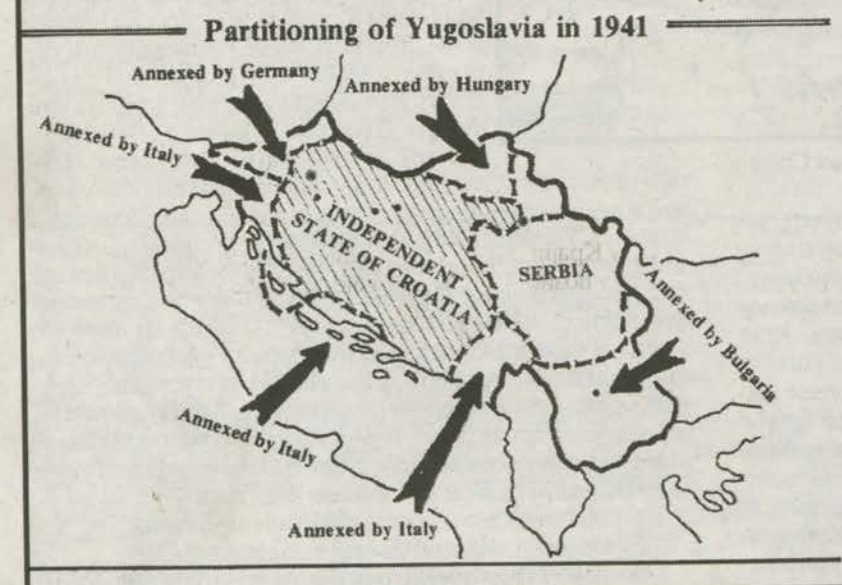 Partitioning of Yugoslavia in 1941
Annexed by Germany
Annexed by Hungary
Annexed by Italy
INDEPENDENT
STATE OF CROATIA
SERBIA
Annexed by Bulgaria
Annexed by Italy
Annexed by Italy